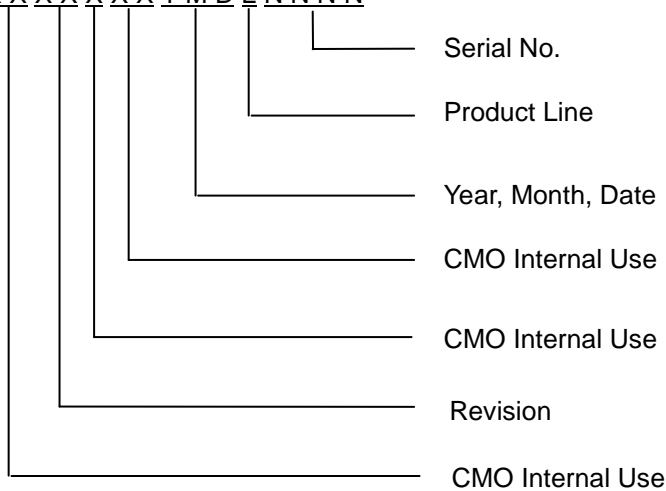 X X X X X X X Y M D L N N N N
Serial No.
Product Line
Year, Month, Date
CMO Internal Use
CMO Internal Use
Revision
CMO Internal Use